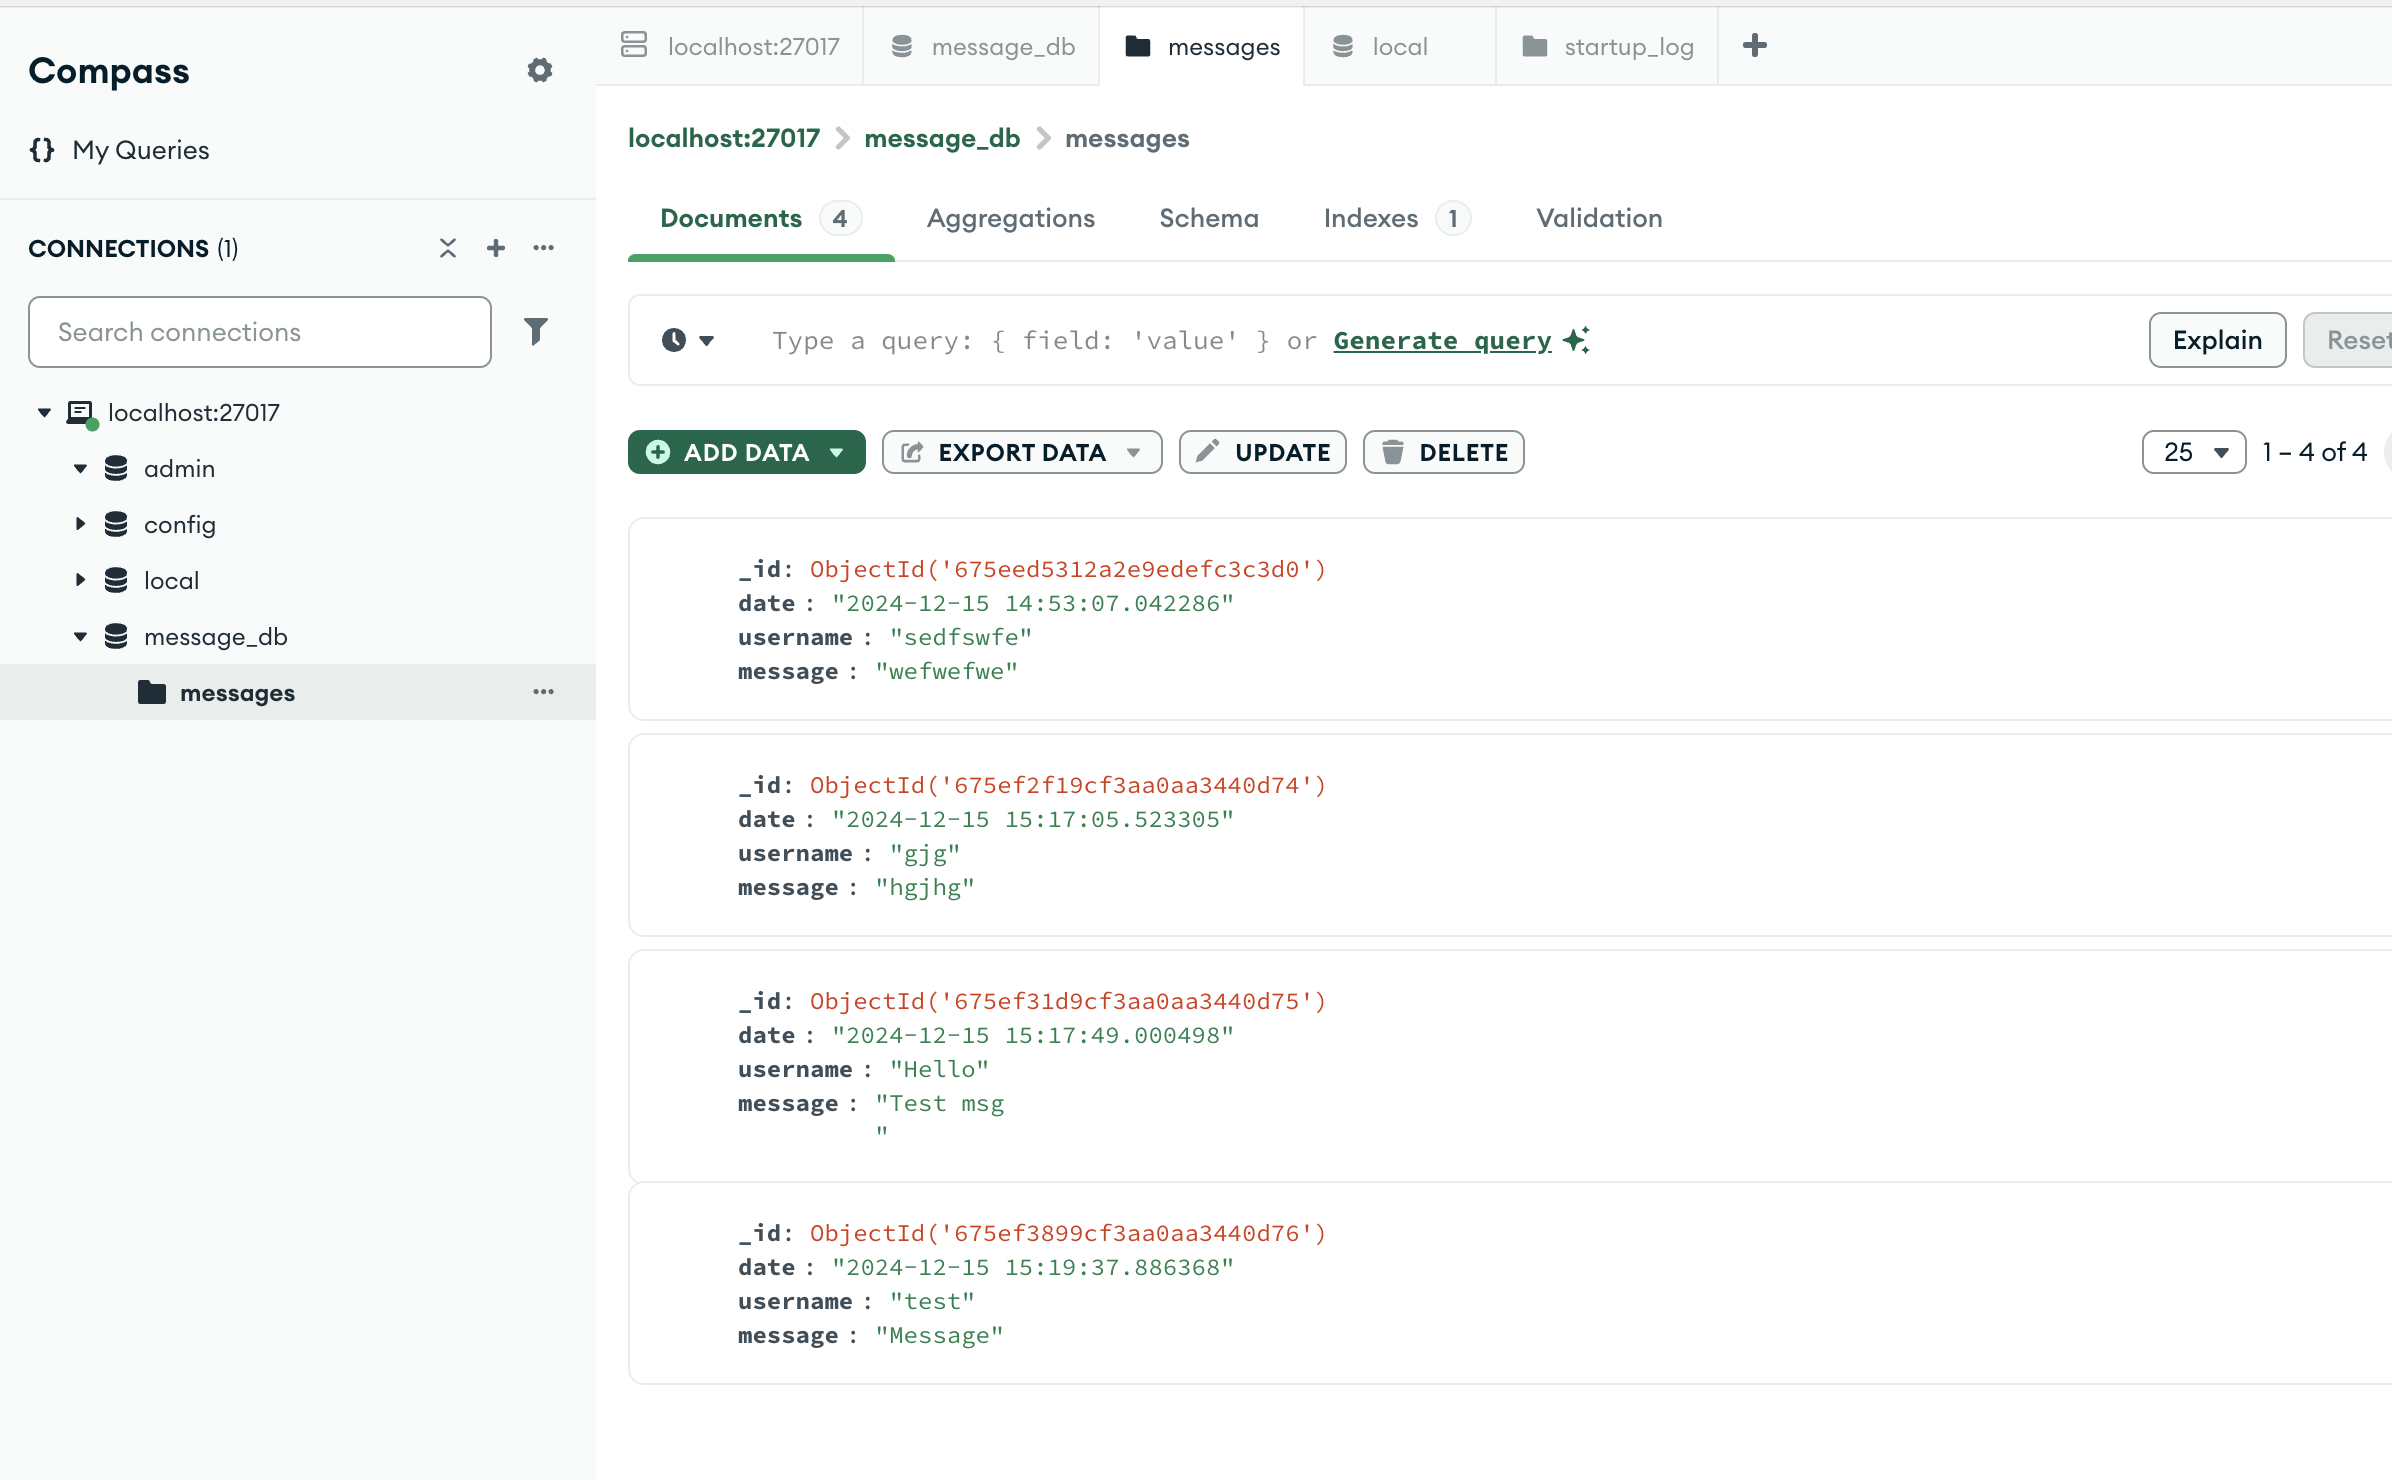 Compass
{} My Queries
CONNECTIONS (1)
Search connections
localhost:27017
admin
config
local
message_db
messages
localhost:27017 message_db messages local startup_log
localhost:27017 > message_db > messages
Documents 4 Aggregations Schema Indexes 1 Validation
Type a query: { field: 'value' } or Generate query Explain Reset
ADD DATA EXPORT DATA UPDATE DELETE 25 1 – 4 of 4
_id: ObjectId('675eed5312a2e9edefc3c3d0')
date : "2024-12-15 14:53:07.042286"
username : "sedfswfe"
message : "wefwefwe"
_id: ObjectId('675ef2f19cf3aa0aa3440d74')
date : "2024-12-15 15:17:05.523305"
username : "gjg"
message : "hgjhg"
_id: ObjectId('675ef31d9cf3aa0aa3440d75')
date : "2024-12-15 15:17:49.000498"
username : "Hello"
message : "Test msg
"
_id: ObjectId('675ef3899cf3aa0aa3440d76')
date : "2024-12-15 15:19:37.886368"
username : "test"
message : "Message"